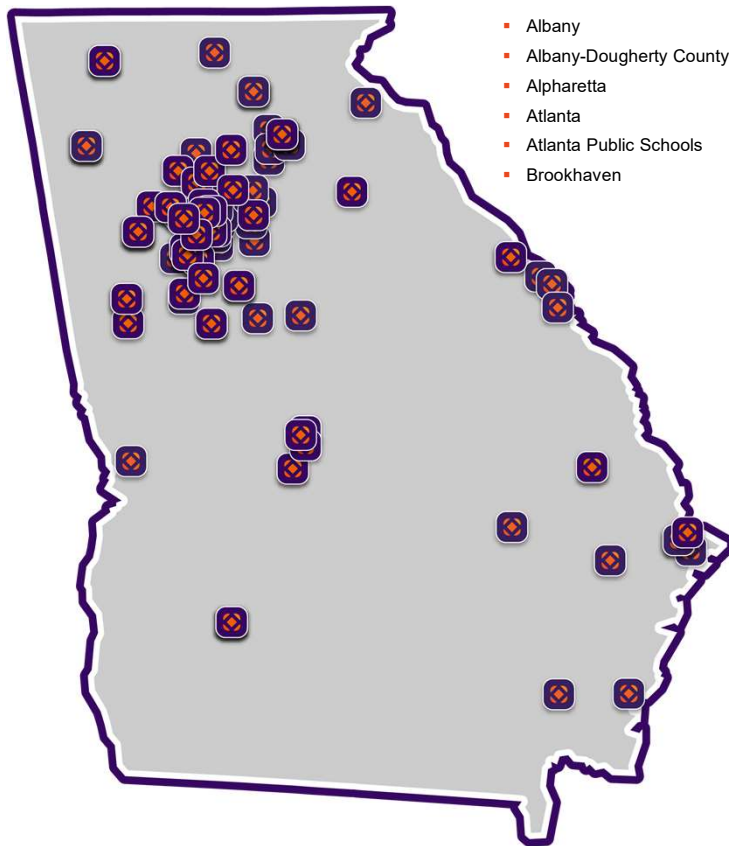 Albany
Albany-Dougherty County
Alpharetta
Atlanta
Atlanta Public Schools
Brookhaven